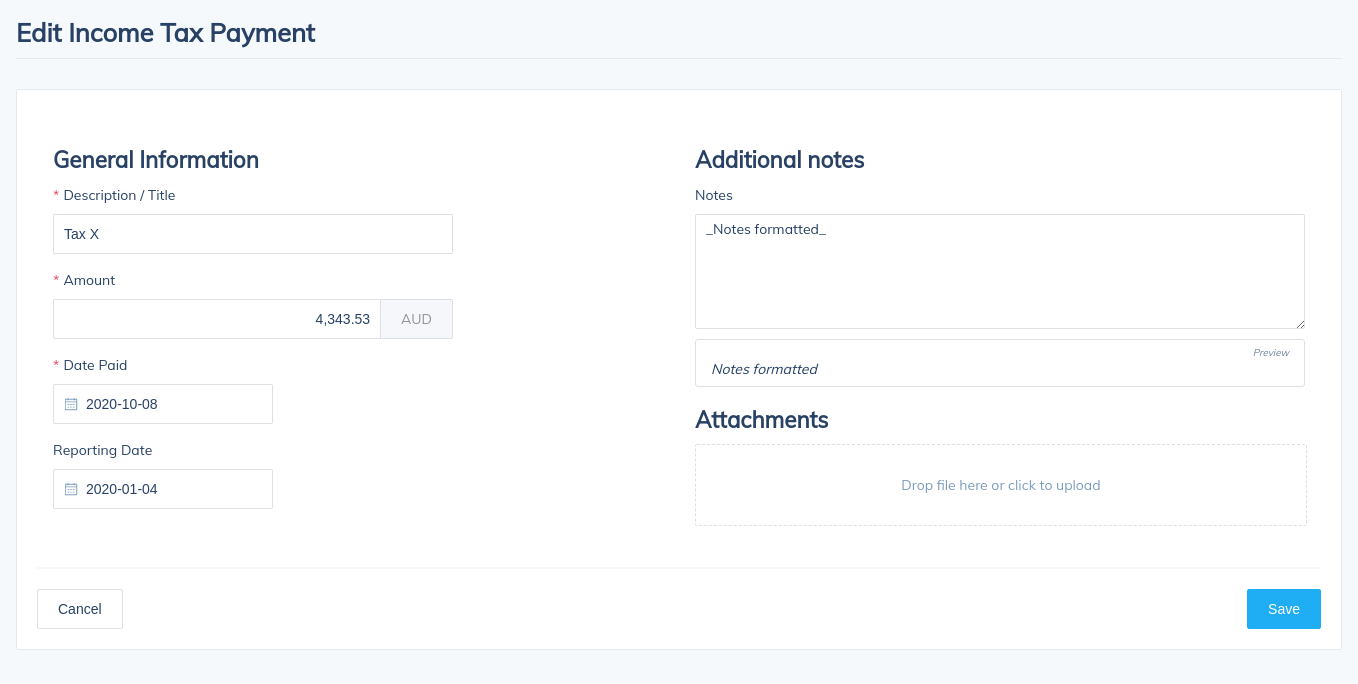 Edit Income Tax Payment
General Information
* Description / Title
Tax X
* Amount
4,343.53 AUD
* Date Paid
2020-10-08
Reporting Date
2020-01-04
Additional notes
Notes
_Notes formatted_
Preview
Notes formatted
Attachments
Drop file here or click to upload
Cancel
Save